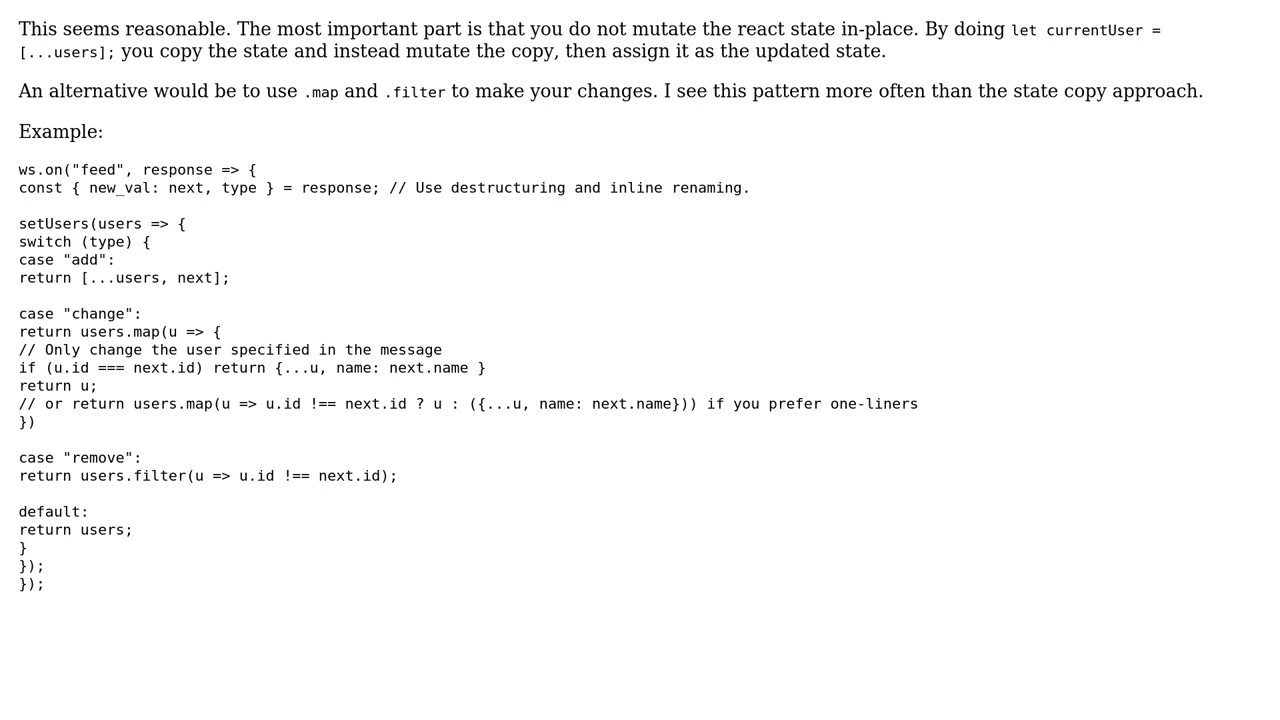 This seems reasonable. The most important part is that you do not mutate the react state in-place. By doing let currentUser =
[...users]; you copy the state and instead mutate the copy, then assign it as the updated state.
An alternative would be to use .map and .filter to make your changes. I see this pattern more often than the state copy approach.
Example:
ws.on("feed", response => {
const { new_val: next, type } = response; // Use destructuring and inline renaming.
setUsers(users => {
switch (type) {
case "add":
return [...users, next];
case "change":
return users.map(u => {
// Only change the user specified in the message
if (u.id === next.id) return {...u, name: next.name }
return u;
// or return users.map(u => u.id !== next.id ? u : ({...u, name: next.name})) if you prefer one-liners
})
case "remove":
return users.filter(u => u.id !== next.id);
default:
return users;
}
});
});